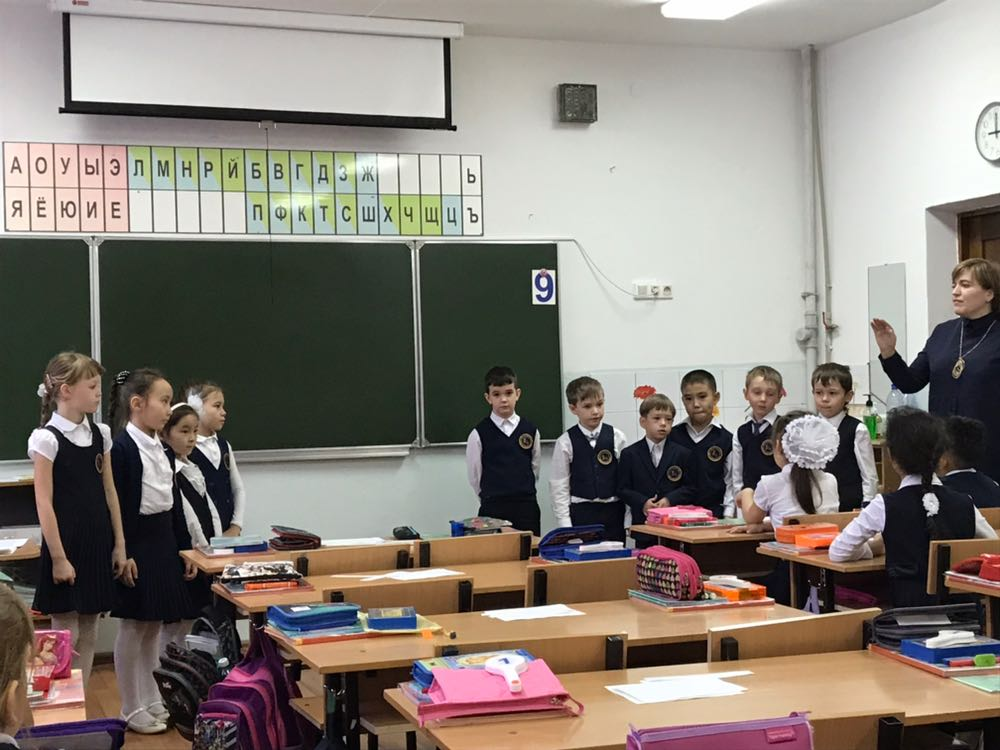 А О У Ы Э Л М Н Р Й Б В Г Д З Ж Ь
Я Ё Ю И Е П Ф К Т С Ш Х Ч Щ Ц Ъ
9